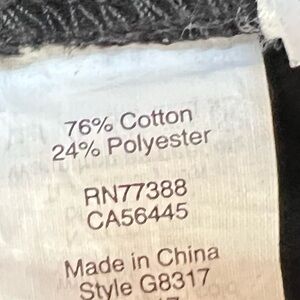 76% Cotton
24% Polyester
RN77388
CA56445
Made in China
Style G8317